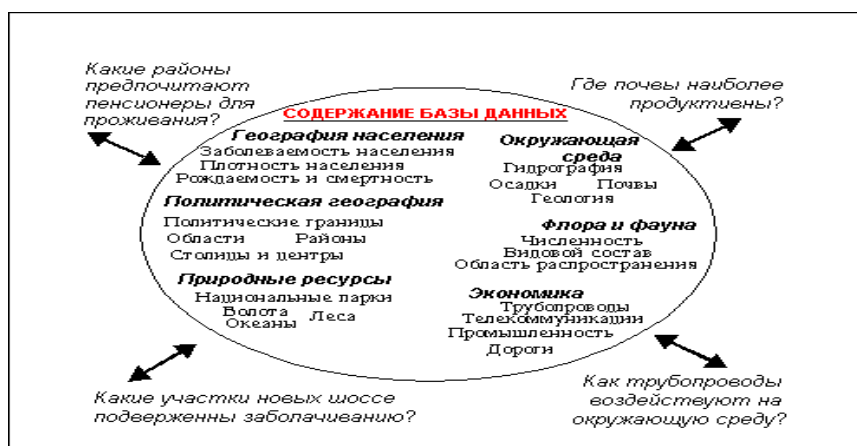 Какие районы
предпочитают
пенсионеры для
проживания?
Где почвы наиболее
продуктивны?
СОДЕРЖАНИЕ БАЗЫ ДАННЫХ
География населения
Заболеваемость населения
Плотность населения
Рождаемость и смертность
Политическая география
Политические границы
Области Районы
Столицы и центры
Природные ресурсы
Национальные парки
Волота
Леса
Океаны
Окружающая
среда
Гидрография
Осадки Почвы
Геология
Флора и фауна
Численность
Видовой состав
Область распространения
Экономика
Трубопроводы
Телекоммуникации
Промышленность
Дороги
Какие участки новых шоссе
подверженны заболачиванию?
Как трубопроводы
воздействуют на
окружающую среду?